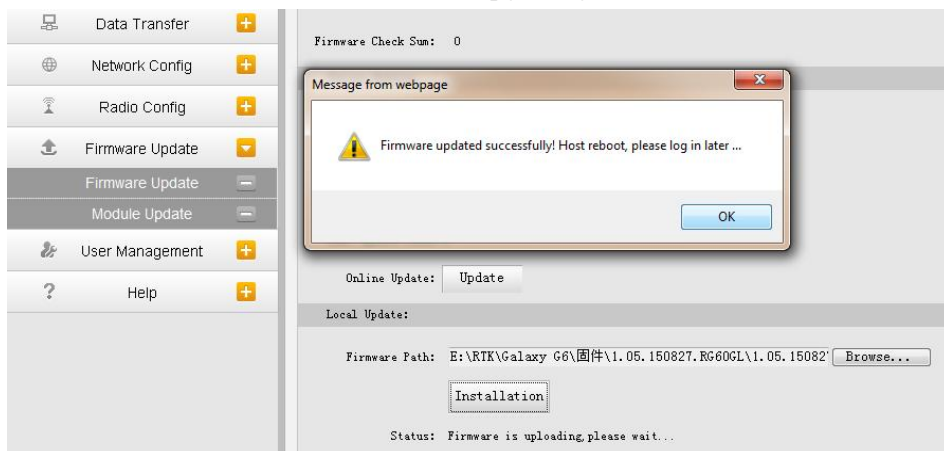 Data Transfer
Network Config
Radio Config
Firmware Update
Firmware Update
Module Update
User Management
? Help
Firmware Check Sum: 0
Message from webpage
Firmware updated successfully! Host reboot, please log in later ...
OK
Online Update: Update
Local Update:
Firmware Path: E:\RTK\Galaxy G6\固件\1.05.150827.RG60GL\1.05.15082 Browse...
Installation
Status: Firmware is uploading,please wait...